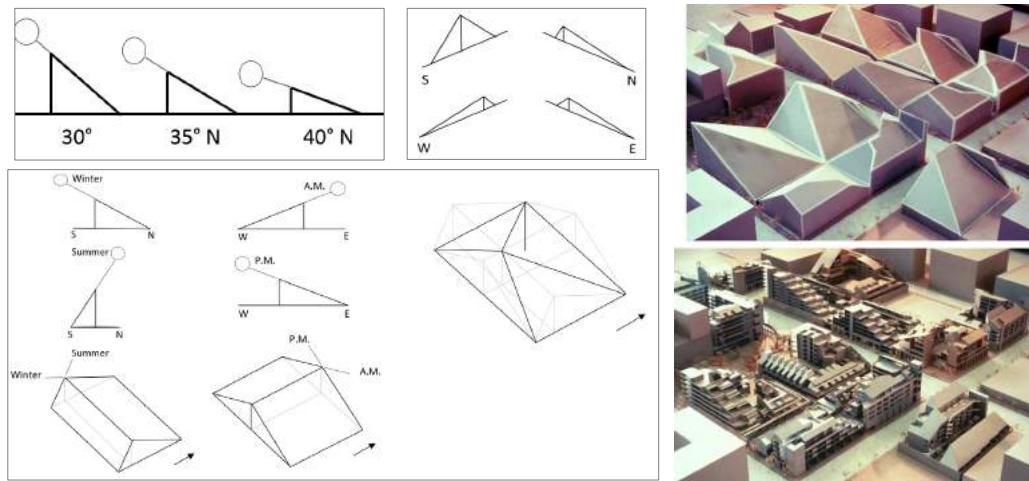 30° 35° N 40° N
S N
W E
Winter A.M.
S N W E
Summer P.M.
S N W E
Summer P.M.
Winter A.M.